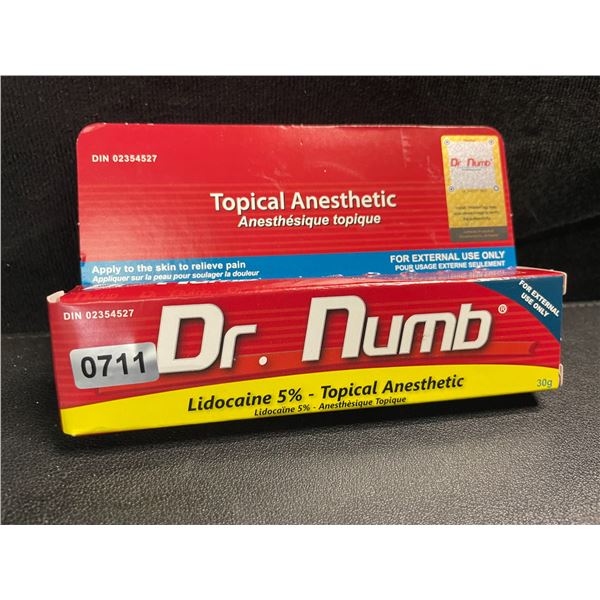 DIN 02354527
Dr. Numb®
Topical Anesthetic
Anesthésique topique
Apply to the skin to relieve pain
Appliquer sur la peau pour soulager la douleur
FOR EXTERNAL USE ONLY
POUR USAGE EXTERNE SEULEMENT
DIN 02354527
0711
Dr. Numb®
FOR EXTERNAL
USE ONLY
Lidocaine 5% - Topical Anesthetic
Lidocaïne 5% - Anesthèsique Topique
30g